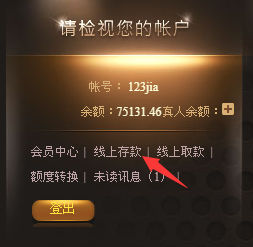 请检视您的帐户
帐号： 123jia
余额：75131.46真人余额：+
会员中心| 线上存款| 线上取款|
额度转换| 未读讯息（1）|
登出